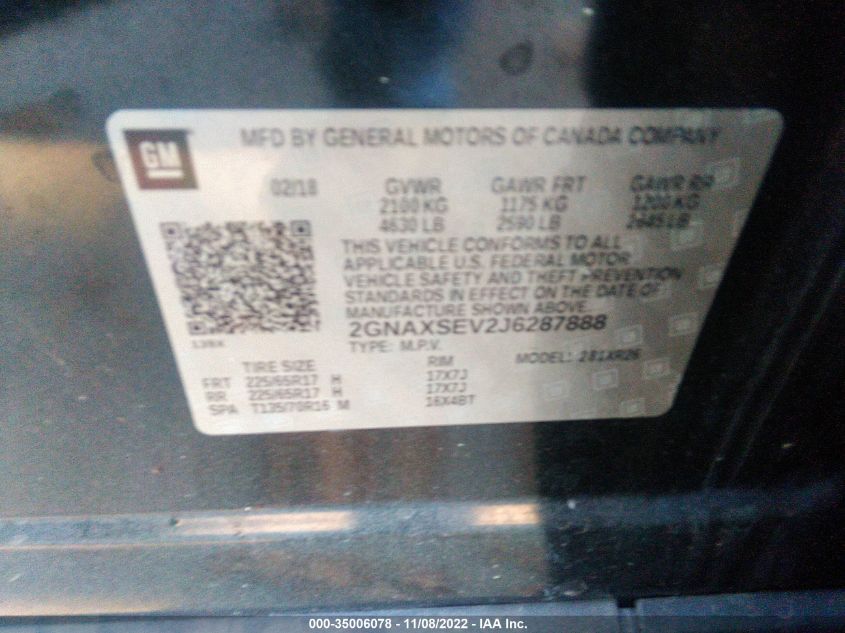 GM
MFD BY GENERAL MOTORS OF CANADA COMPANY
02/18 GVWR GAWR FRT GAWR RR
2100 KG 1175 KG 1200 KG
4630 LB 2590 LB 2645 LB
THIS VEHICLE CONFORMS TO ALL
APPLICABLE U.S. FEDERAL MOTOR
VEHICLE SAFETY AND THEFT PREVENTION
STANDARDS IN EFFECT ON THE DATE OF
MANUFACTURE SHOWN ABOVE.
2GNAXSEV2J6287888
TYPE: M.P.V. MODEL:
TIRE SIZE RIM
FRT 225/65R17 H 17X7J
RR 225/65R17 H 17X7J
SPA T135/70R16 M 16X4BT
000-35006078 - 11/08/2022 - IAA Inc.